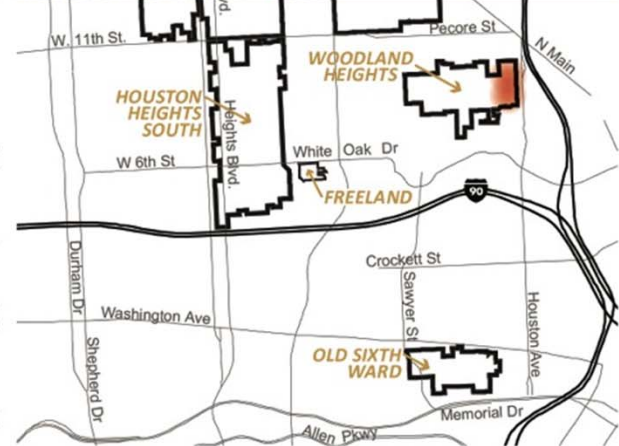 vd.
W. 11th St.
Pecore St
N Main
WOODLAND
HEIGHTS
HOUSTON
HEIGHTS
SOUTH
Heights Blvd.
W 6th St
White Oak Dr
FREELAND
90
Crockett St
Durham Dr
Sawyer St
Houston Ave
Washington Ave
Shepherd Dr
OLD SIXTH
WARD
Memorial Dr
Allen Pkwy